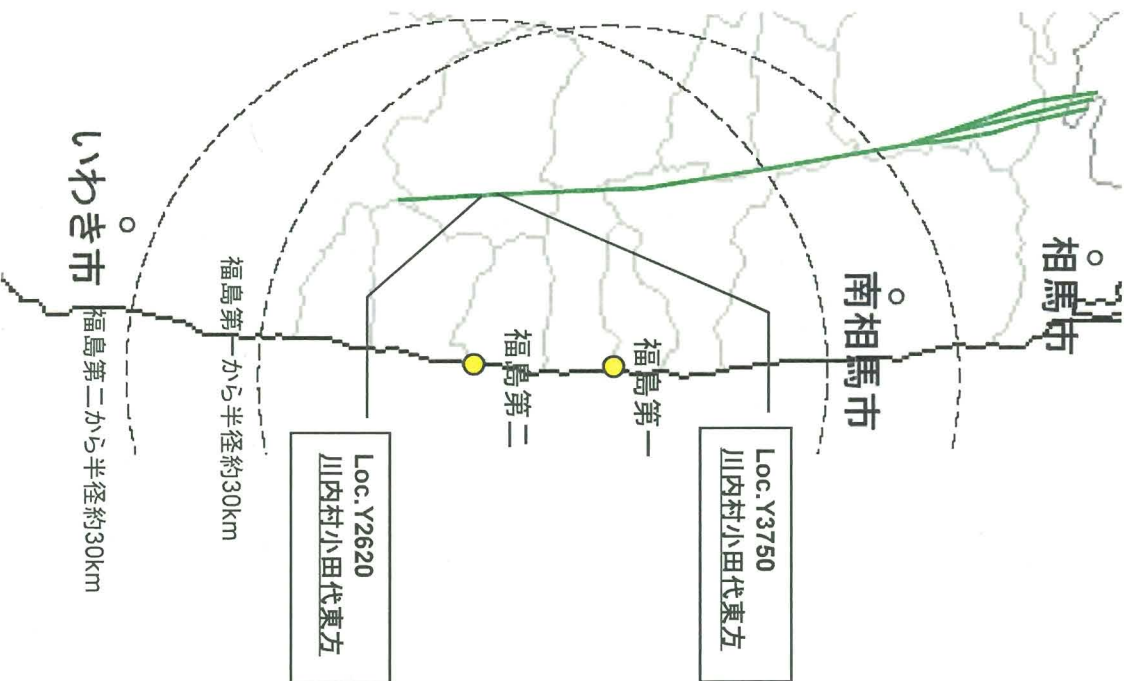 相馬市
南相馬市
Loc.Y3750
川内村小田代東方
福島第一
福島第二
Loc.Y2620
川内村小田代東方
福島第一から半径約30km
いわき市
福島第二から半径約30km